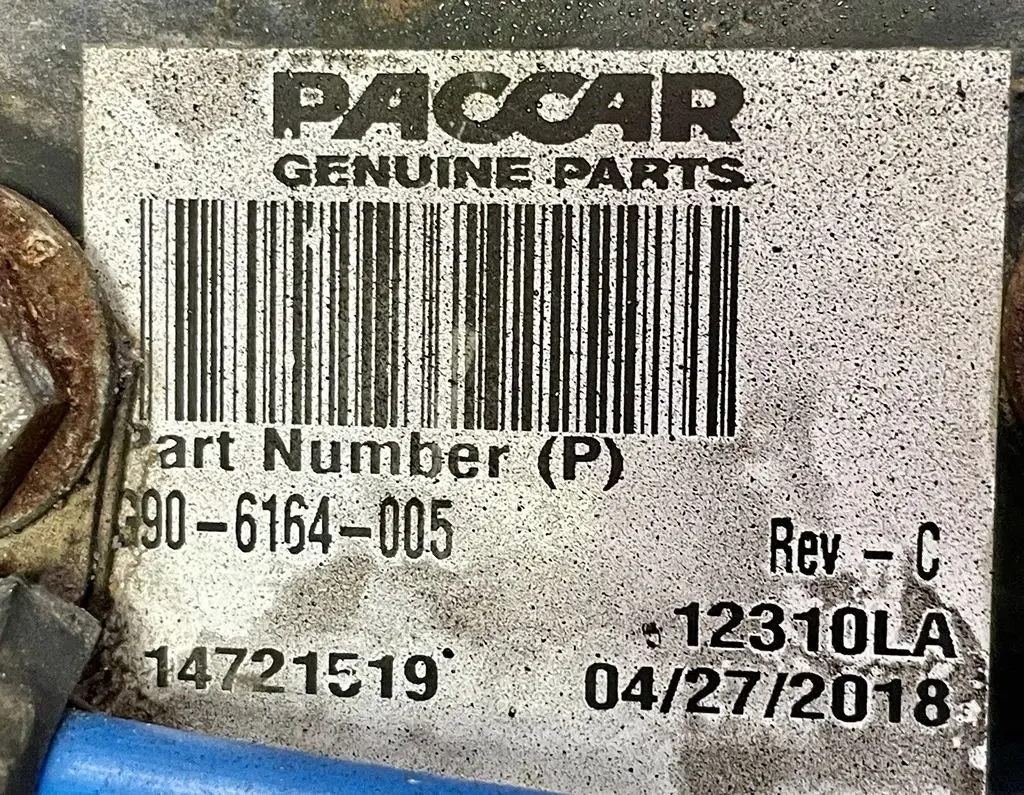 PACCAR
GENUINE PARTS
Part Number (P)
G90-6164-005
Rev - C
12310LA
14721519
04/27/2018